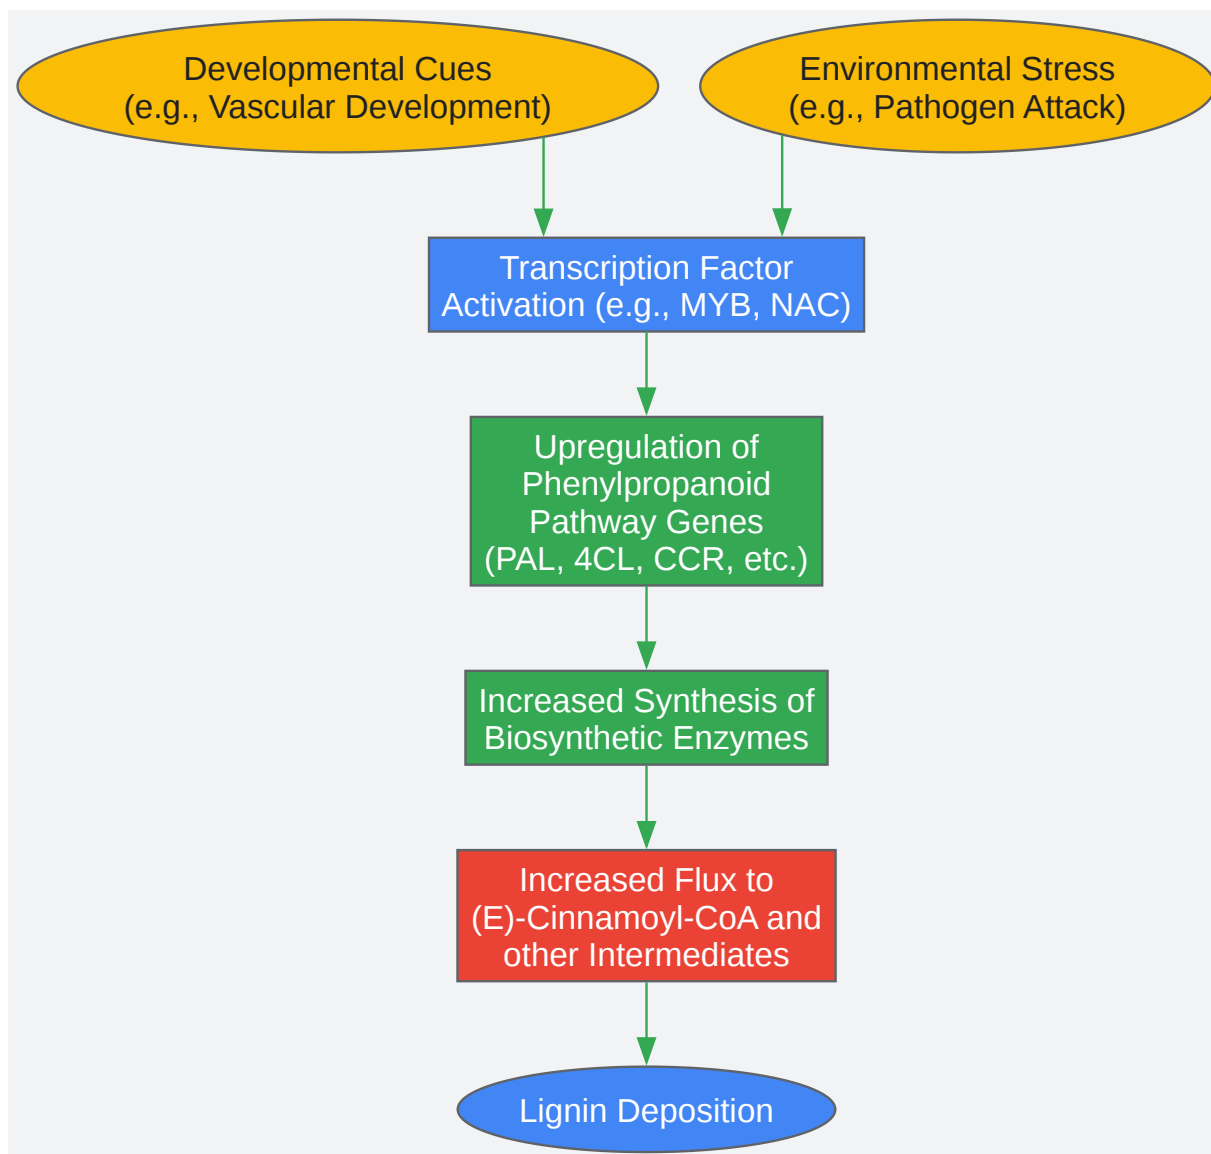 Developmental Cues
(e.g., Vascular Development)
Environmental Stress
(e.g., Pathogen Attack)
Transcription Factor
Activation (e.g., MYB, NAC)
Upregulation of
Phenylpropanoid
Pathway Genes
(PAL, 4CL, CCR, etc.)
Increased Synthesis of
Biosynthetic Enzymes
Increased Flux to
(E)-Cinnamoyl-CoA and
other Intermediates
Lignin Deposition